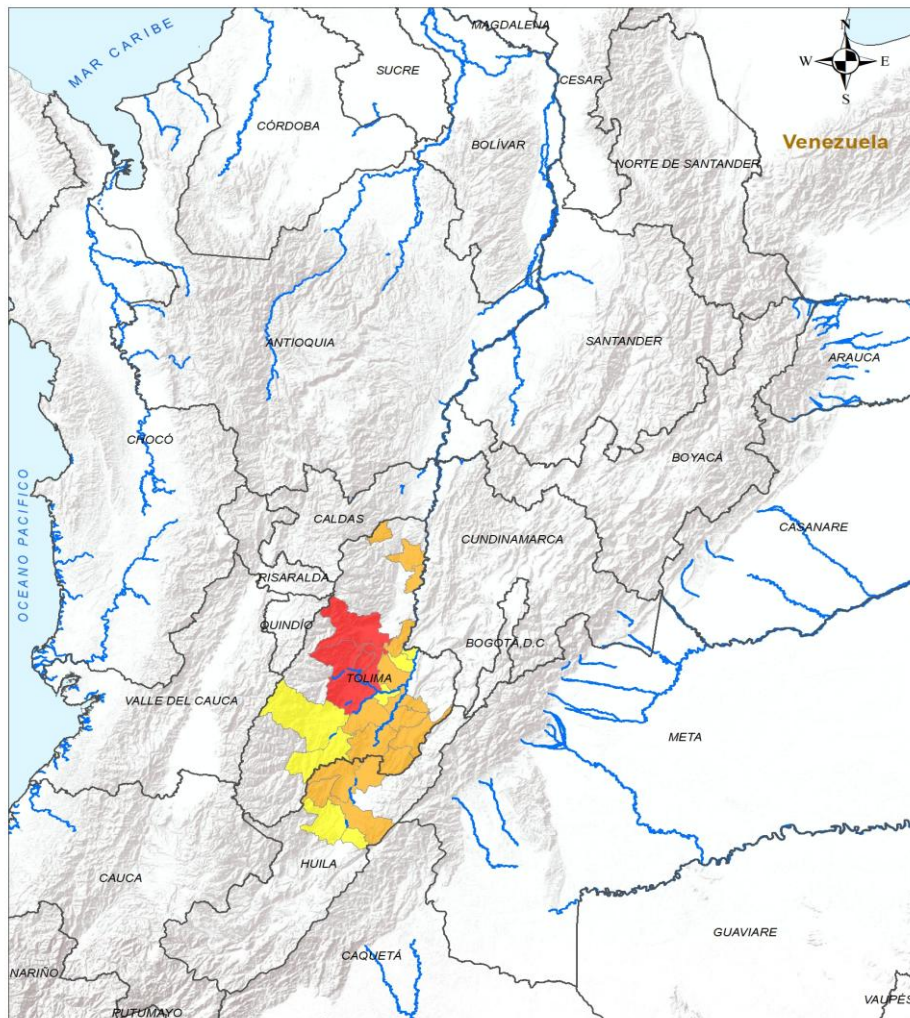 MAGDALENA
N
MAR CARIBE
CESAR
W
E
SUCRE
S
CÓRDOBA
BOLÍVAR
Venezuela
NORTE DE SANTANDER
ANTIOQUIA
SANTANDER
ARAUCA
CHOCÓ
BOYACÁ
OCEANO PACIFICO
CALDAS
CASANARE
CUNDINAMARCA
RISARALDA
QUINDÍO
BOGOTÁ,D.C
TOLIMA
VALLE DEL CAUCA
META
HUILA
CAUCA
GUAVIARE
CAQUETÁ
NARIÑO
VAUPÉS
PUTUMAYO